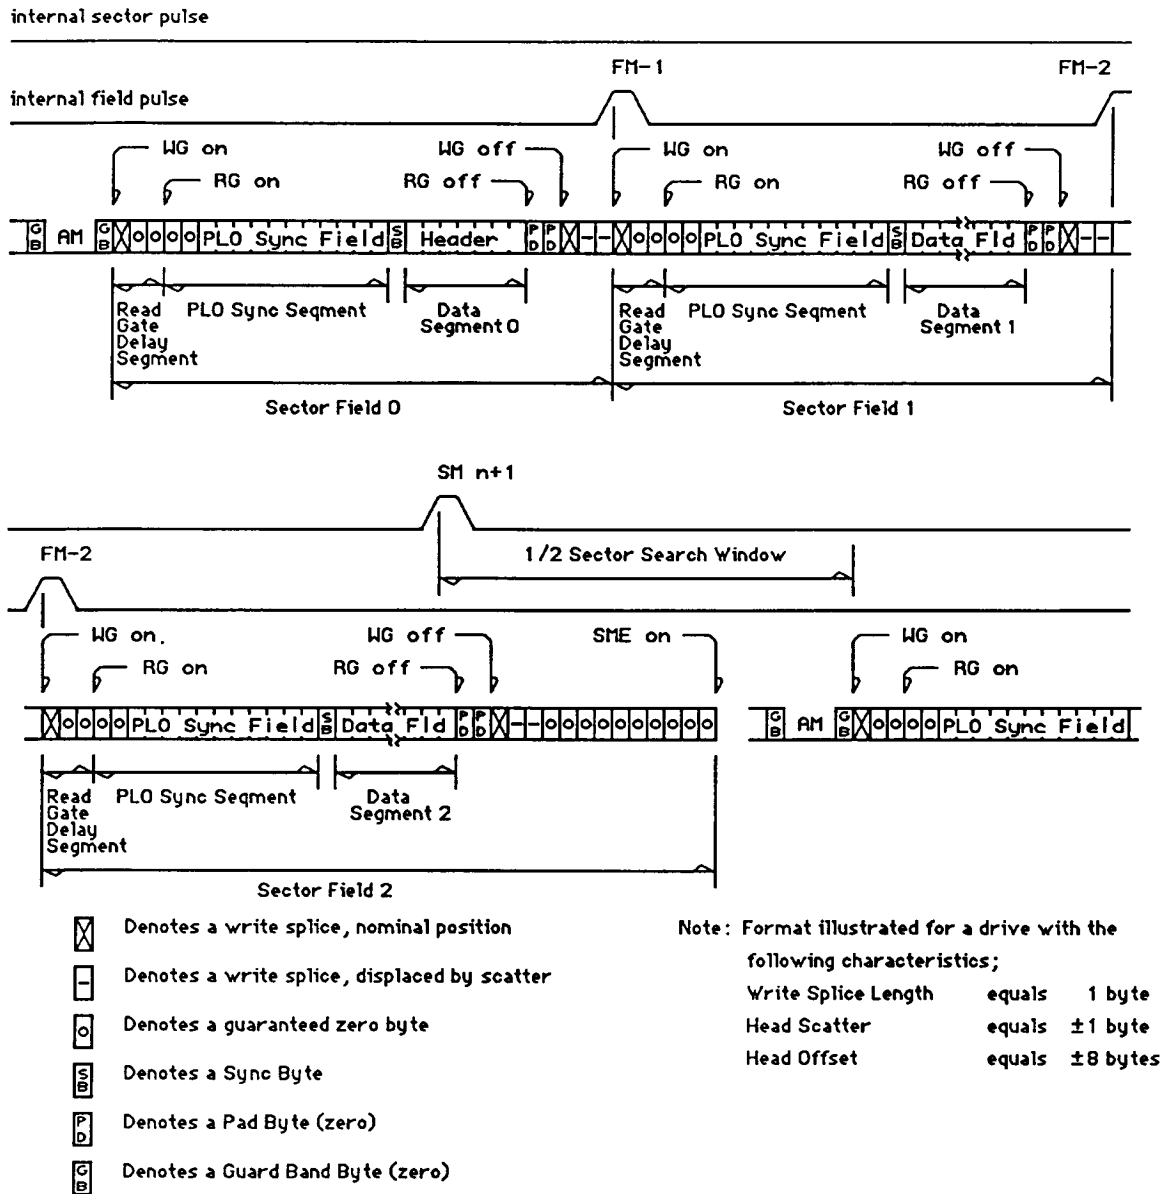 internal sector pulse
FM-1 FM-2
internal field pulse
WG on WG off WG on WG off
RG on RG off RG on RG off
GB AM GB PLO Sync Field SB Header PD PD PLO Sync Field SB Data Fld PD PD
Read Gate Delay Segment PLO Sync Segment Data Segment 0 Read Gate Delay Segment PLO Sync Segment Data Segment 1
Sector Field 0 Sector Field 1
SM n+1
FM-2 1/2 Sector Search Window
WG on. WG off SME on WG on
RG on RG off RG on
PLO Sync Field SB Data Fld PD PD GB AM GB PLO Sync Field
Read Gate Delay Segment PLO Sync Segment Data Segment 2
Sector Field 2
Denotes a write splice, nominal position
Denotes a write splice, displaced by scatter
Denotes a guaranteed zero byte
SB Denotes a Sync Byte
PD Denotes a Pad Byte (zero)
GB Denotes a Guard Band Byte (zero)
Note: Format illustrated for a drive with the
following characteristics;
Write Splice Length equals 1 byte
Head Scatter equals ±1 byte
Head Offset equals ±8 bytes